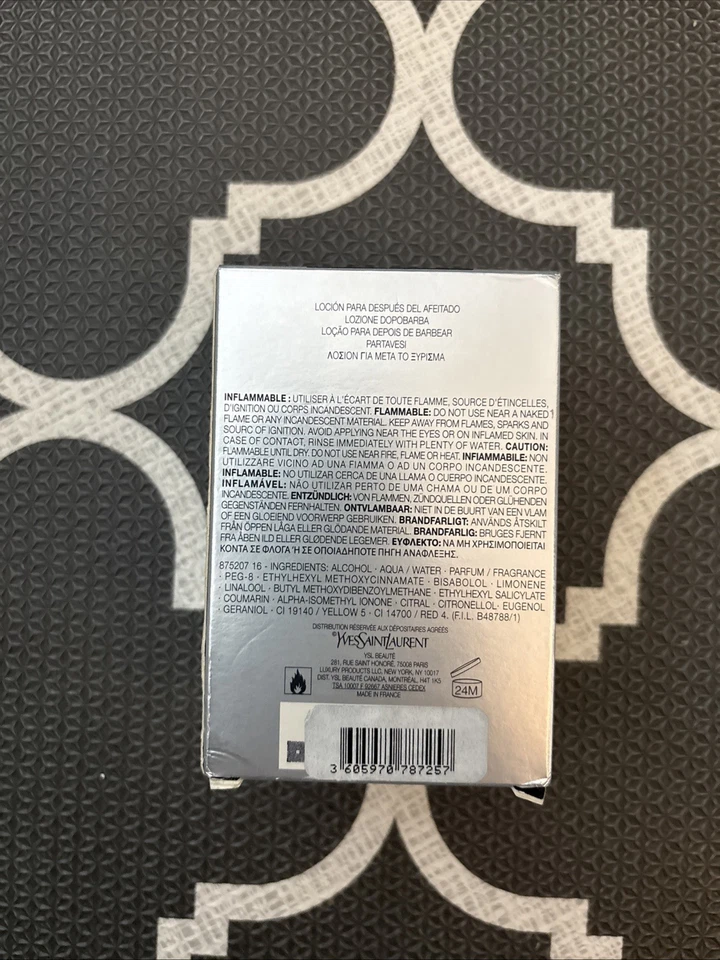 LOCIÓN PARA DESPUÉS DEL AFEITADO
LOZIONE DOPOBARBA
LOÇÃO PARA DEPOIS DE BARBEAR
PARTAVESI
ΛΟΣΙΟΝ ΓΙΑ ΜΕΤΑ ΤΟ ΞΥΡΙΣΜΑ
INFLAMMABLE : UTILISER À L'ÉCART DE TOUTE FLAMME, SOURCE D'ÉTINCELLES,
D'IGNITION OU CORPS INCANDESCENT. FLAMMABLE: DO NOT USE NEAR A NAKED
FLAME OR ANY INCANDESCENT MATERIAL. KEEP AWAY FROM FLAMES, SPARKS AND
SOURC OF IGNITION. AVOID APPLYING NEAR THE EYES OR ON INFLAMED SKIN. IN
CASE OF CONTACT, RINSE IMMEDIATELY WITH PLENTY OF WATER. CAUTION:
FLAMMABLE UNTIL DRY. DO NOT USE NEAR FIRE, FLAME OR HEAT. INFIAMMABILE: NON
UTILIZZARE VICINO AD UNA FIAMMA O AD UN CORPO INCANDESCENTE.
INFLAMABLE: NO UTILIZAR CERCA DE UNA LLAMA O CUERPO INCANDESCENTE.
INFLAMÁVEL: NÃO UTILIZAR PERTO DE UMA CHAMA OU DE UM CORPO
INCANDESCENTE. ENTZÜNDLICH: VON FLAMMEN, ZÜNDQUELLEN ODER GLÜHENDEN
GEGENSTÄNDEN FERNHALTEN. ONTVLAMBAAR: NIET IN DE BUURT VAN EEN VLAM
OF EEN GLOEIEND VOORWERP GEBRUIKEN. BRANDFARLIGT: ANVÄNDS ÅTSKILT
FRÅN ÖPPEN LÅGA ELLER GLÖDANDE MATERIAL. BRANDFARLIG: BRUGES FJERNT
FRA ÅBEN ILD ELLER GLØDENDE LEGEMER. ΕΥΦΛΕΚΤΟ: ΝΑ ΜΗ ΧΡΗΣΙΜΟΠΟΙΕΙΤΑΙ
ΚΟΝΤΑ ΣΕ ΦΛΟΓΑ Ή ΣΕ ΟΠΟΙΑΔΗΠΟΤΕ ΠΗΓΗ ΑΝΑΦΛΕΞΗΣ.
875207 16 - INGREDIENTS: ALCOHOL - AQUA / WATER - PARFUM / FRAGRANCE
- PEG-8 - ETHYLHEXYL METHOXYCINNAMATE - BISABOLOL - LIMONENE
- LINALOOL - BUTYL METHOXYDIBENZOYLMETHANE - ETHYLHEXYL SALICYLATE
- COUMARIN - ALPHA-ISOMETHYL IONONE - CITRAL - CITRONELLOL - EUGENOL
- GERANIOL - CI 19140 / YELLOW 5 - CI 14700 / RED 4. (F.I.L. B48788/1)
DISTRIBUTION RÉSERVÉE AUX DÉPOSITAIRES AGRÉÉS
©YVESSAINTLAURENT
YSL BEAUTÉ
281, RUE SAINT HONORÉ, 75008 PARIS
LUXURY PRODUCTS LLC, NEW YORK, NY 10017
DIST. YSL BEAUTÉ CANADA, MONTRÉAL, H4T 1K5
TSA 10007 F 92667 ASNIERES CEDEX
MADE IN FRANCE
24M
3 605970 787257